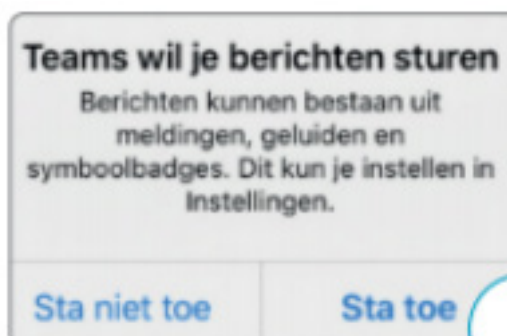 Teams wil je berichten sturen
Berichten kunnen bestaan uit
meldingen, geluiden en
symboolbadges. Dit kun je instellen in
Instellingen.
Sta niet toe
Sta toe